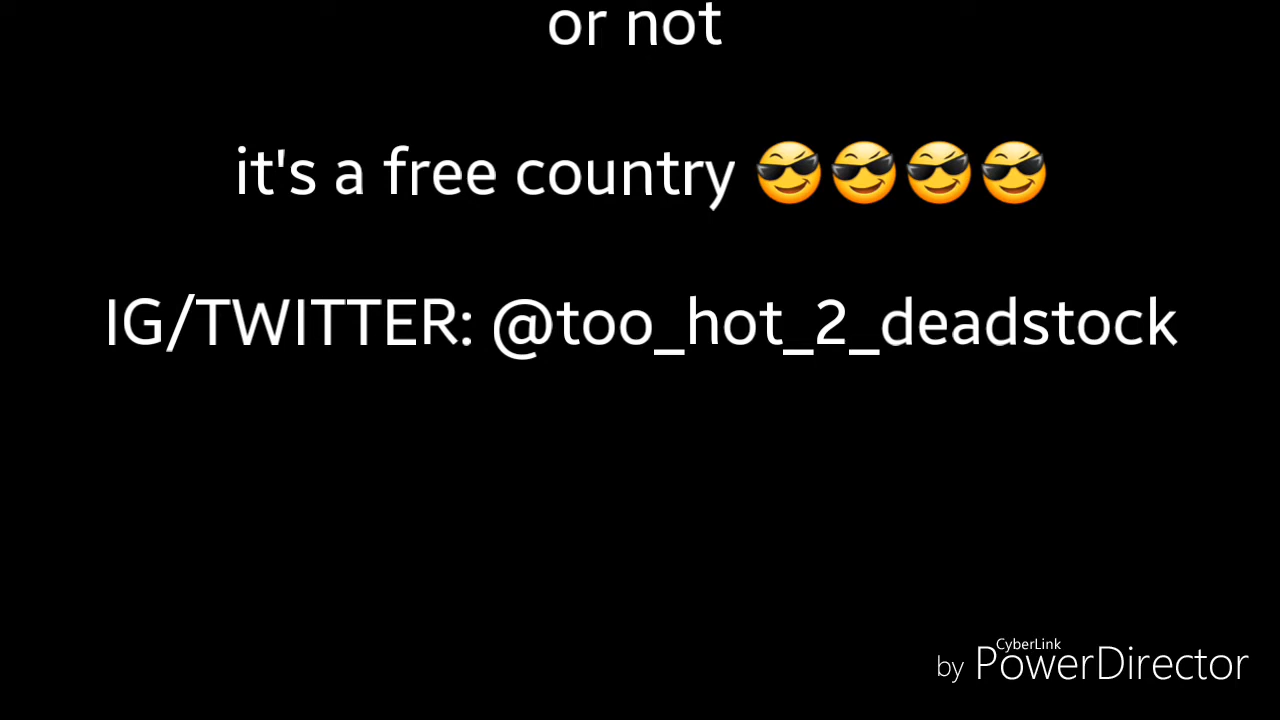 or not
it's a free country 😎😎😎😎
IG/TWITTER: @too_hot_2_deadstock
CyberLink
by PowerDirector